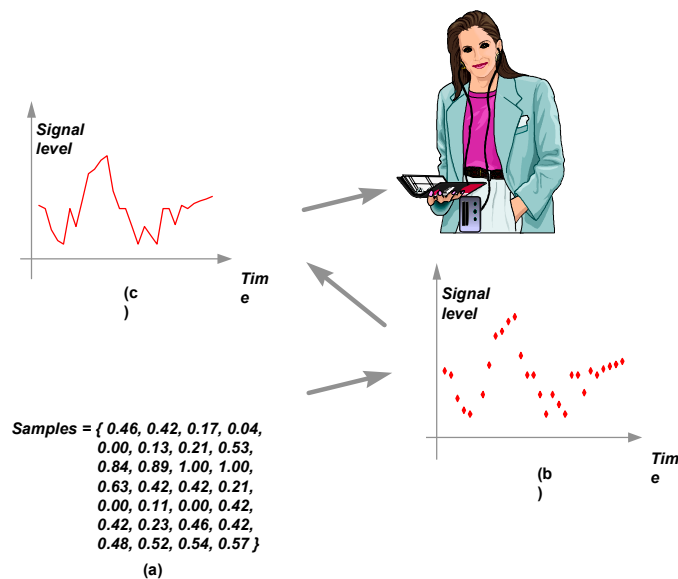 Signal
level
Tim
e
(c
)
Signal
level
Tim
e
(b
)
Samples = { 0.46, 0.42, 0.17, 0.04,
0.00, 0.13, 0.21, 0.53,
0.84, 0.89, 1.00, 1.00,
0.63, 0.42, 0.42, 0.21,
0.00, 0.11, 0.00, 0.42,
0.42, 0.23, 0.46, 0.42,
0.48, 0.52, 0.54, 0.57 }
(a)